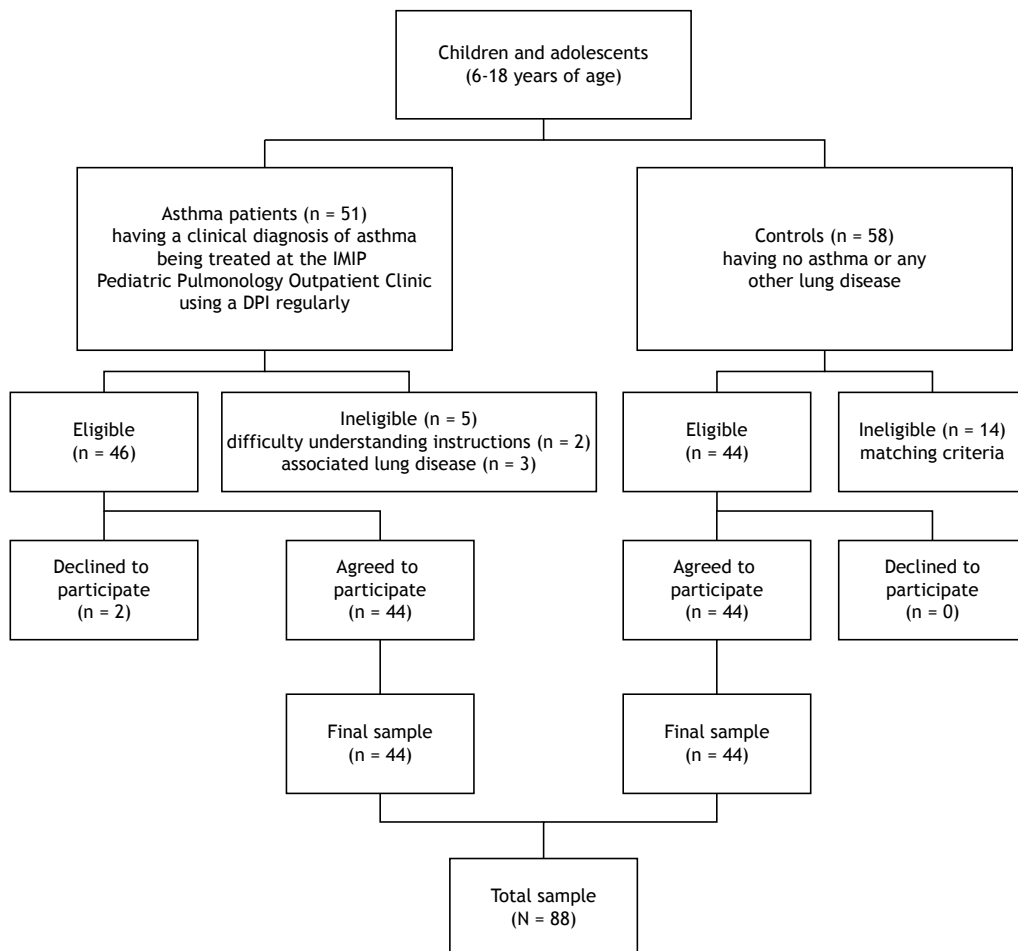 Children and adolescents
(6-18 years of age)
Asthma patients (n = 51)
having a clinical diagnosis of asthma
being treated at the IMIP
Pediatric Pulmonology Outpatient Clinic
using a DPI regularly
Controls (n = 58)
having no asthma or any
other lung disease
Eligible
(n = 46)
Ineligible (n = 5)
difficulty understanding instructions (n = 2)
associated lung disease (n = 3)
Eligible
(n = 44)
Ineligible (n = 14)
matching criteria
Declined to
participate
(n = 2)
Agreed to
participate
(n = 44)
Agreed to
participate
(n = 44)
Declined to
participate
(n = 0)
Final sample
(n = 44)
Final sample
(n = 44)
Total sample
(N = 88)